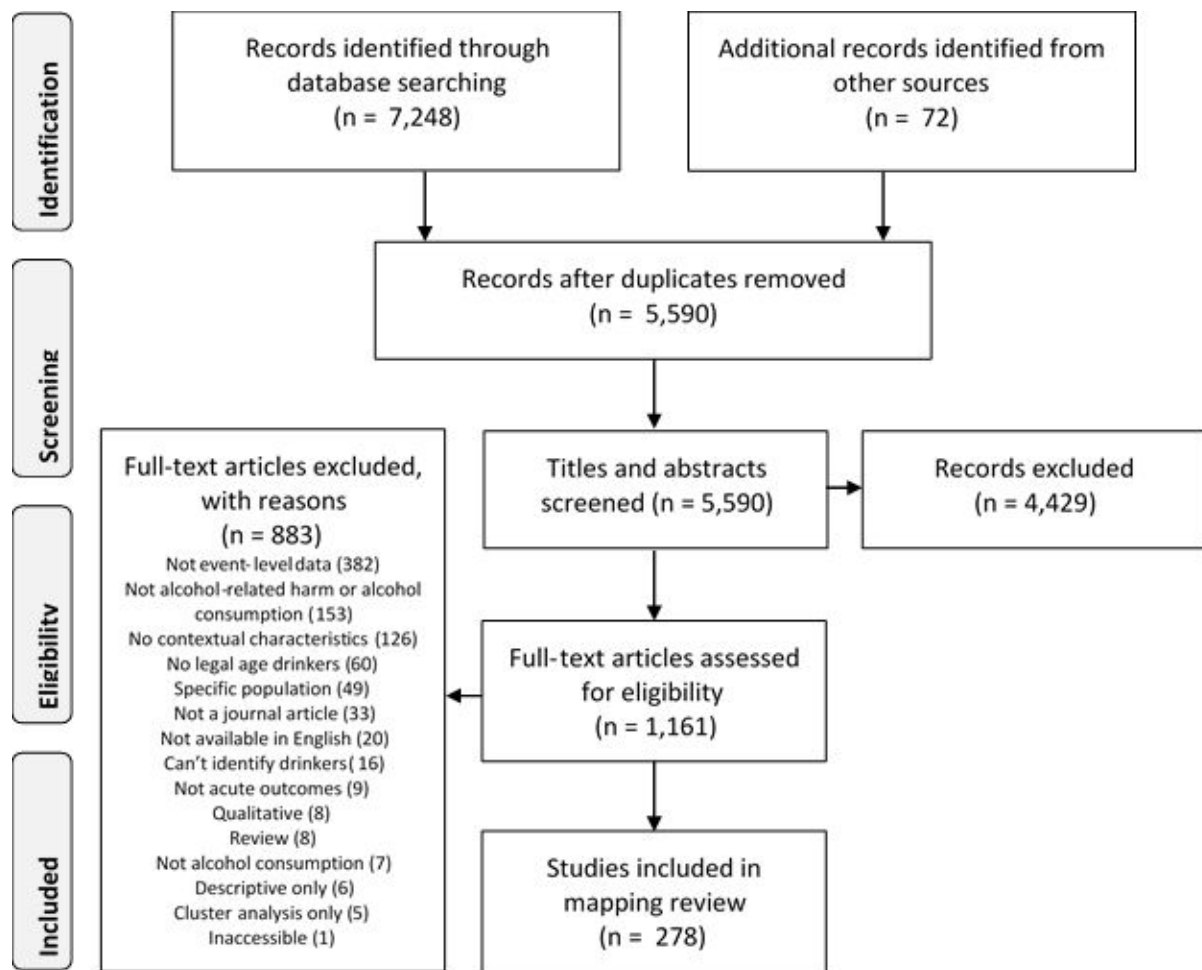 Identification
Records identified through
database searching
(n = 7,248)
Additional records identified from
other sources
(n = 72)
Screening
Records after duplicates removed
(n = 5,590)
Titles and abstracts
screened (n = 5,590)
Records excluded
(n = 4,429)
Eligibility
Full-text articles excluded,
with reasons
(n = 883)
Not event-level data (382)
Not alcohol-related harm or alcohol
consumption (153)
No contextual characteristics (126)
No legal age drinkers (60)
Specific population (49)
Not a journal article (33)
Not available in English (20)
Can't identify drinkers( 16)
Not acute outcomes (9)
Qualitative (8)
Review (8)
Not alcohol consumption (7)
Descriptive only (6)
Cluster analysis only (5)
Inaccessible (1)
Full-text articles assessed
for eligibility
(n = 1,161)
Included
Studies included in
mapping review
(n = 278)